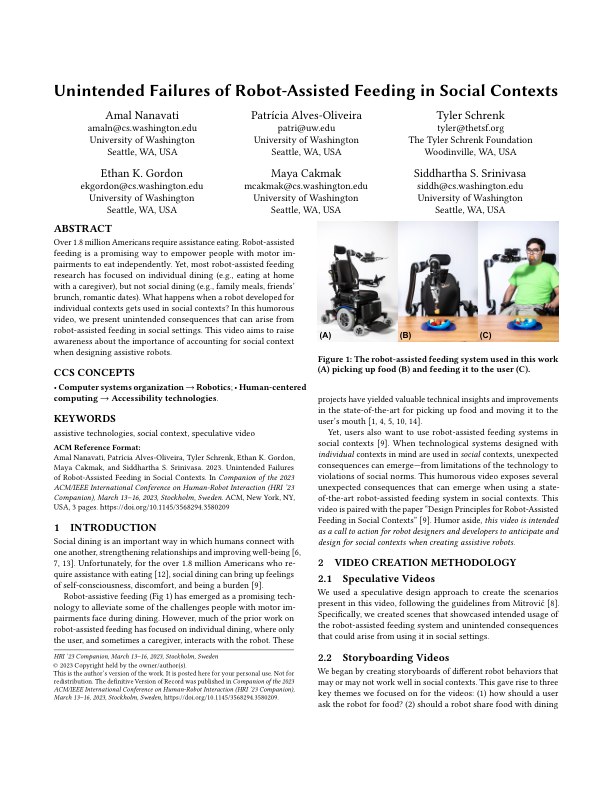 Unintended Failures of Robot-Assisted Feeding in Social Contexts
Amal Nanavati
amaln@cs.washington.edu
University of Washington
Seattle, WA, USA
Patrícia Alves-Oliveira
patri@uw.edu
University of Washington
Seattle, WA, USA
Tyler Schrenk
tyler@thetsf.org
The Tyler Schrenk Foundation
Woodinville, WA, USA
Ethan K. Gordon
ekgordon@cs.washington.edu
University of Washington
Seattle, WA, USA
Maya Cakmak
mcakmak@cs.washington.edu
University of Washington
Seattle, WA, USA
Siddhartha S. Srinivasa
siddh@cs.washington.edu
University of Washington
Seattle, WA, USA
ABSTRACT
Over 1.8 million Americans require assistance eating. Robot-assisted
feeding is a promising way to empower people with motor im-
pairments to eat independently. Yet, most robot-assisted feeding
research has focused on individual dining (e.g., eating at home
with a caregiver), but not social dining (e.g., family meals, friends'
brunch, romantic dates). What happens when a robot developed for
individual contexts gets used in social contexts? In this humorous
video, we present unintended consequences that can arise from
robot-assisted feeding in social settings. This video aims to raise
awareness about the importance of accounting for social context
when designing assistive robots.
CCS CONCEPTS
• Computer systems organization → Robotics; • Human-centered
computing → Accessibility technologies.
KEYWORDS
assistive technologies, social context, speculative video
ACM Reference Format:
Amal Nanavati, Patrícia Alves-Oliveira, Tyler Schrenk, Ethan K. Gordon,
Maya Cakmak, and Siddhartha S. Srinivasa. 2023. Unintended Failures
of Robot-Assisted Feeding in Social Contexts. In Companion of the 2023
ACM/IEEE International Conference on Human-Robot Interaction (HRI '23
Companion), March 13–16, 2023, Stockholm, Sweden. ACM, New York, NY,
USA, 3 pages. https://doi.org/10.1145/3568294.3580209
1 INTRODUCTION
Social dining is an important way in which humans connect with
one another, strengthening relationships and improving well-being [6,
7, 13]. Unfortunately, for the over 1.8 million Americans who re-
quire assistance with eating [12], social dining can bring up feelings
of self-consciousness, discomfort, and being a burden [9].
Robot-assistive feeding (Fig 1) has emerged as a promising tech-
nology to alleviate some of the challenges people with motor im-
pairments face during dining. However, much of the prior work on
robot-assisted feeding has focused on individual dining, where only
the user, and sometimes a caregiver, interacts with the robot. These
HRI '23 Companion, March 13–16, 2023, Stockholm, Sweden
© 2023 Copyright held by the owner/author(s).
This is the author's version of the work. It is posted here for your personal use. Not for
redistribution. The definitive Version of Record was published in Companion of the 2023
ACM/IEEE International Conference on Human-Robot Interaction (HRI '23 Companion),
March 13–16, 2023, Stockholm, Sweden, https://doi.org/10.1145/3568294.3580209.
(A)
(B)
(C)
Figure 1: The robot-assisted feeding system used in this work
(A) picking up food (B) and feeding it to the user (C).
projects have yielded valuable technical insights and improvements
in the state-of-the-art for picking up food and moving it to the
user's mouth [1, 4, 5, 10, 14].
Yet, users also want to use robot-assisted feeding systems in
social contexts [9]. When technological systems designed with
individual contexts in mind are used in social contexts, unexpected
consequences can emerge—from limitations of the technology to
violations of social norms. This humorous video exposes several
unexpected consequences that can emerge when using a state-
of-the-art robot-assisted feeding system in social contexts. This
video is paired with the paper "Design Principles for Robot-Assisted
Feeding in Social Contexts" [9]. Humor aside, this video is intended
as a call to action for robot designers and developers to anticipate and
design for social contexts when creating assistive robots.
2 VIDEO CREATION METHODOLOGY
2.1 Speculative Videos
We used a speculative design approach to create the scenarios
present in this video, following the guidelines from Mitrović [8].
Specifically, we created scenes that showcased intended usage of
the robot-assisted feeding system and unintended consequences
that could arise from using it in social settings.
2.2 Storyboarding Videos
We began by creating storyboards of different robot behaviors that
may or may not work well in social contexts. This gave rise to three
key themes we focused on for the videos: (1) how should a user
ask the robot for food? (2) should a robot share food with dining